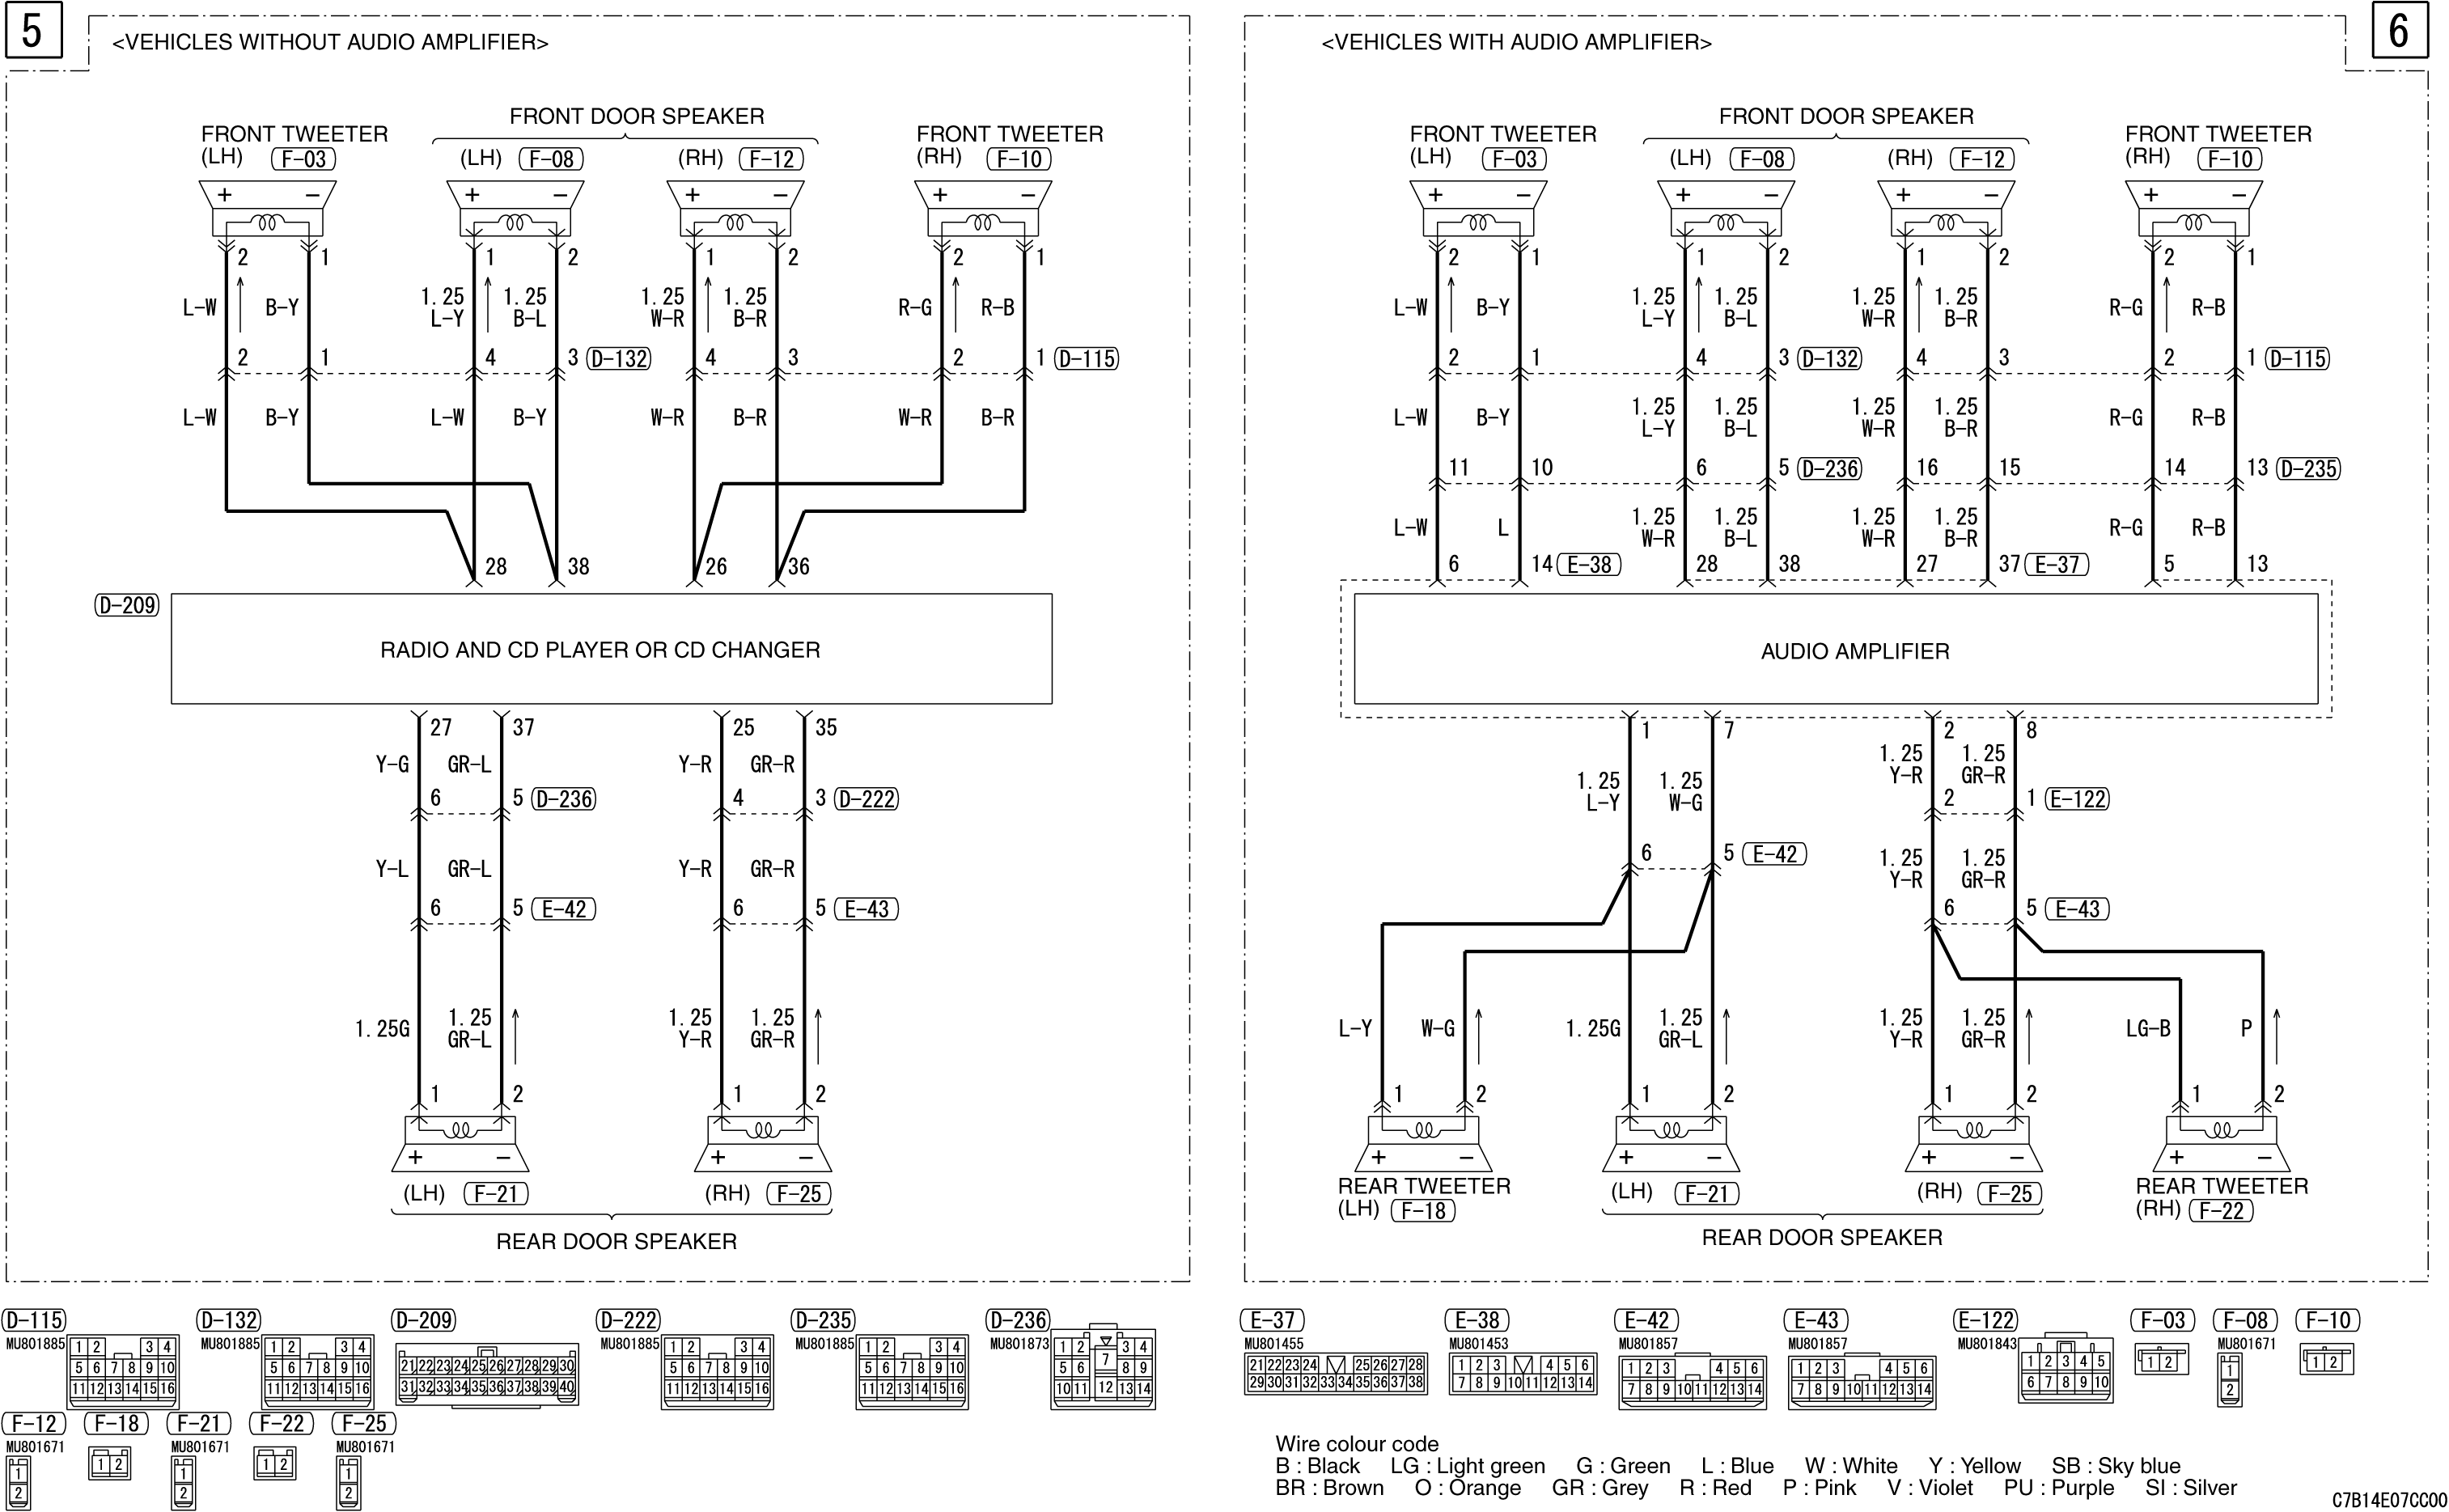 5
<VEHICLES WITHOUT AUDIO AMPLIFIER>
FRONT DOOR SPEAKER
FRONT TWEETER
FRONT TWEETER
(LH) F-03
(LH) F-08
(RH) F-12
(RH) F-10
+ − + − + − + −
2 1 1 2 1 2 2 1
L-W B-Y 1.25 L-Y 1.25 B-L 1.25 W-R 1.25 B-R R-G R-B
2 1 4 3 D-132 4 3 2 1 D-115
L-W B-Y L-W B-Y W-R B-R W-R B-R
28 38 26 36
D-209
RADIO AND CD PLAYER OR CD CHANGER
27 37 25 35
Y-G GR-L Y-R GR-R
6 5 D-236 4 3 D-222
Y-L GR-L Y-R GR-R
6 5 E-42 6 5 E-43
1.25G 1.25 GR-L 1.25 Y-R 1.25 GR-R
1 2 1 2
+ − + −
(LH) F-21 (RH) F-25
REAR DOOR SPEAKER
6
<VEHICLES WITH AUDIO AMPLIFIER>
FRONT DOOR SPEAKER
FRONT TWEETER
FRONT TWEETER
(LH) F-03
(LH) F-08
(RH) F-12
(RH) F-10
+ − + − + − + −
2 1 1 2 1 2 2 1
L-W B-Y 1.25 L-Y 1.25 B-L 1.25 W-R 1.25 B-R R-G R-B
2 1 4 3 D-132 4 3 2 1 D-115
L-W B-Y 1.25 L-Y 1.25 B-L 1.25 W-R 1.25 B-R R-G R-B
11 10 6 5 D-236 16 15 14 13 D-235
L-W L 1.25 W-R 1.25 B-L 1.25 W-R 1.25 B-R R-G R-B
6 14 E-38 28 38 27 37 E-37 5 13
AUDIO AMPLIFIER
1 7 2 8
1.25 L-Y 1.25 W-G 1.25 Y-R 1.25 GR-R
2 1 E-122
6 5 E-42
1.25 Y-R 1.25 GR-R
6 5 E-43
L-Y W-G 1.25G 1.25 GR-L 1.25 Y-R 1.25 GR-R LG-B P
1 2 1 2 1 2 1 2
+ − + − + − + −
REAR TWEETER
(LH) F-18
(LH) F-21
(RH) F-25
REAR TWEETER
(RH) F-22
REAR DOOR SPEAKER
D-115
MU801885
1 2 3 4
5 6 7 8 9 10
11 12 13 14 15 16
D-132
MU801885
1 2 3 4
5 6 7 8 9 10
11 12 13 14 15 16
D-209
21 22 23 24 25 26 27 28 29 30
31 32 33 34 35 36 37 38 39 40
D-222
MU801885
1 2 3 4
5 6 7 8 9 10
11 12 13 14 15 16
D-235
MU801885
1 2 3 4
5 6 7 8 9 10
11 12 13 14 15 16
D-236
MU801873
1 2 3 4
5 6 7 8 9
10 11 12 13 14
E-37
MU801455
21 22 23 24 25 26 27 28
29 30 31 32 33 34 35 36 37 38
E-38
MU801453
1 2 3 4 5 6
7 8 9 10 11 12 13 14
E-42
MU801857
1 2 3 4 5 6
7 8 9 10 11 12 13 14
E-43
MU801857
1 2 3 4 5 6
7 8 9 10 11 12 13 14
E-122
MU801843
1 2 3 4 5
6 7 8 9 10
F-03
1 2
F-08
MU801671
1
2
F-10
1 2
F-12
MU801671
1
2
F-18
1 2
F-21
MU801671
1
2
F-22
1 2
F-25
MU801671
1
2
Wire colour code
B : Black LG : Light green G : Green L : Blue W : White Y : Yellow SB : Sky blue
BR : Brown O : Orange GR : Grey R : Red P : Pink V : Violet PU : Purple SI : Silver
C7B14E07CC00